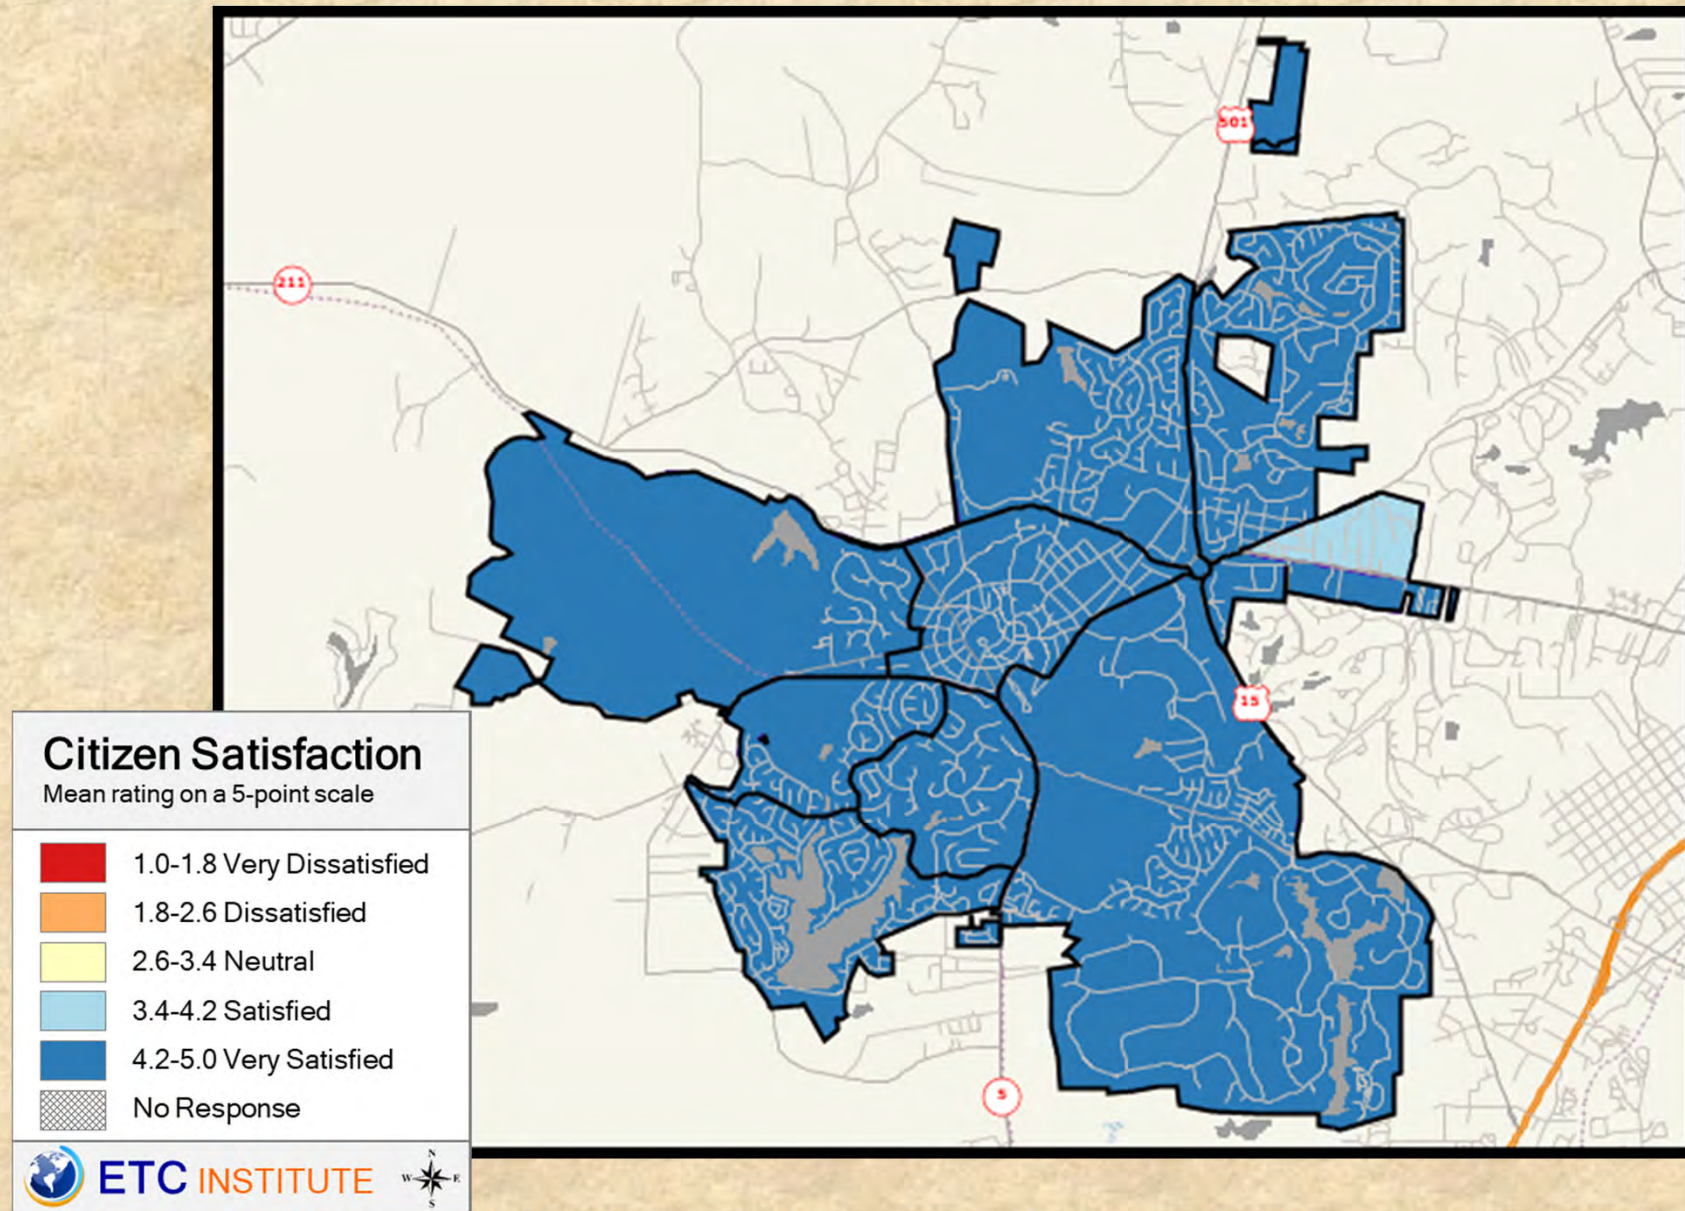 501
211
15
5
Citizen Satisfaction
Mean rating on a 5-point scale
1.0-1.8 Very Dissatisfied
1.8-2.6 Dissatisfied
2.6-3.4 Neutral
3.4-4.2 Satisfied
4.2-5.0 Very Satisfied
No Response
ETC INSTITUTE
N
W E
S